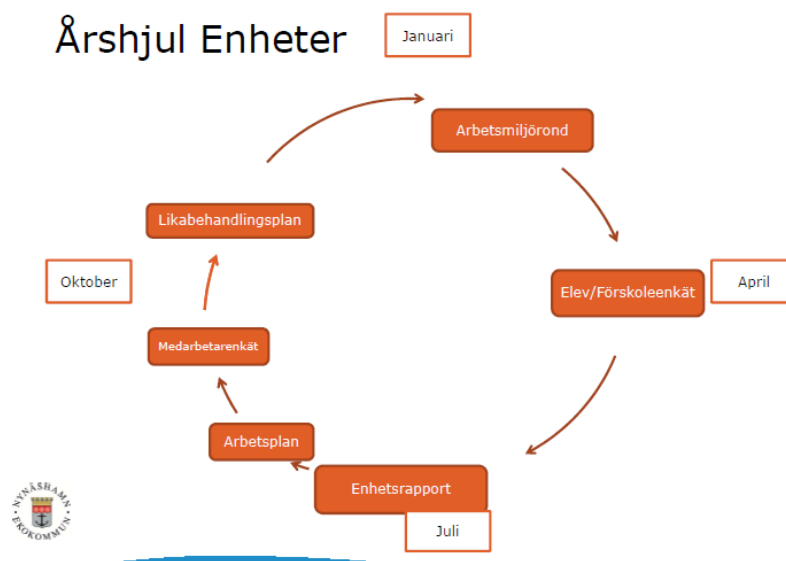 Årshjul Enheter
Januari
Arbetsmiljörond
Likabehandlingsplan
Oktober
Elev/Förskoleenkät
April
Medarbetarenkät
Arbetsplan
Enhetsrapport
Juli
NYNÄSHAMN
EKOKOMMUN